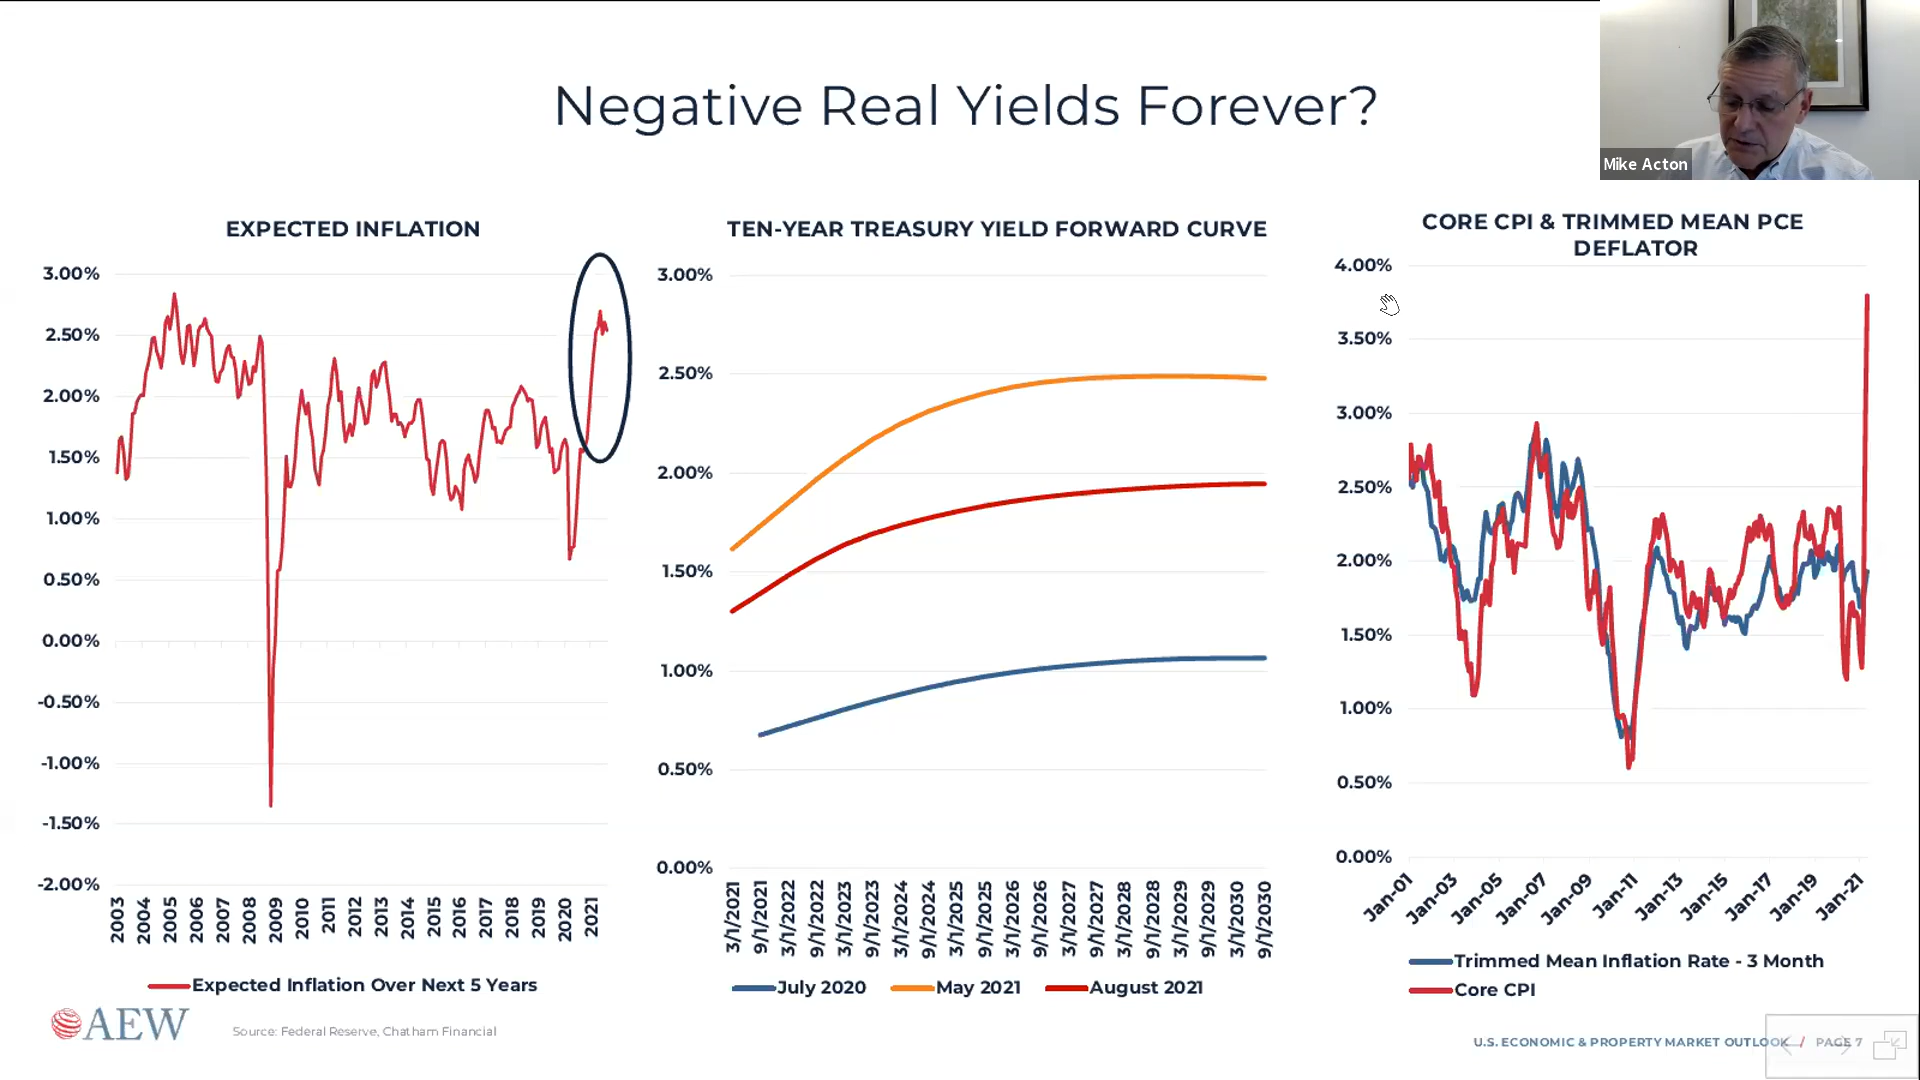 Mike Acton
Negative Real Yields Forever?
EXPECTED INFLATION
3.00%
2.50%
2.00%
1.50%
1.00%
0.50%
0.00%
-0.50%
-1.00%
-1.50%
-2.00%
2003
2004
2005
2006
2007
2008
2009
2010
2011
2012
2013
2014
2015
2016
2017
2018
2019
2020
2021
Expected Inflation Over Next 5 Years
TEN-YEAR TREASURY YIELD FORWARD CURVE
3.00%
2.50%
2.00%
1.50%
1.00%
0.50%
0.00%
3/1/2021
9/1/2021
3/1/2022
9/1/2022
3/1/2023
9/1/2023
3/1/2024
9/1/2024
3/1/2025
9/1/2025
3/1/2026
9/1/2026
3/1/2027
9/1/2027
3/1/2028
9/1/2028
3/1/2029
9/1/2029
3/1/2030
9/1/2030
July 2020
May 2021
August 2021
CORE CPI & TRIMMED MEAN PCE
DEFLATOR
4.00%
3.50%
3.00%
2.50%
2.00%
1.50%
1.00%
0.50%
0.00%
Jan-01
Jan-03
Jan-05
Jan-07
Jan-09
Jan-11
Jan-13
Jan-15
Jan-17
Jan-19
Jan-21
Trimmed Mean Inflation Rate - 3 Month
Core CPI
AEW
Source: Federal Reserve, Chatham Financial
U.S. ECONOMIC & PROPERTY MARKET OUTLOOK / PAGE 7